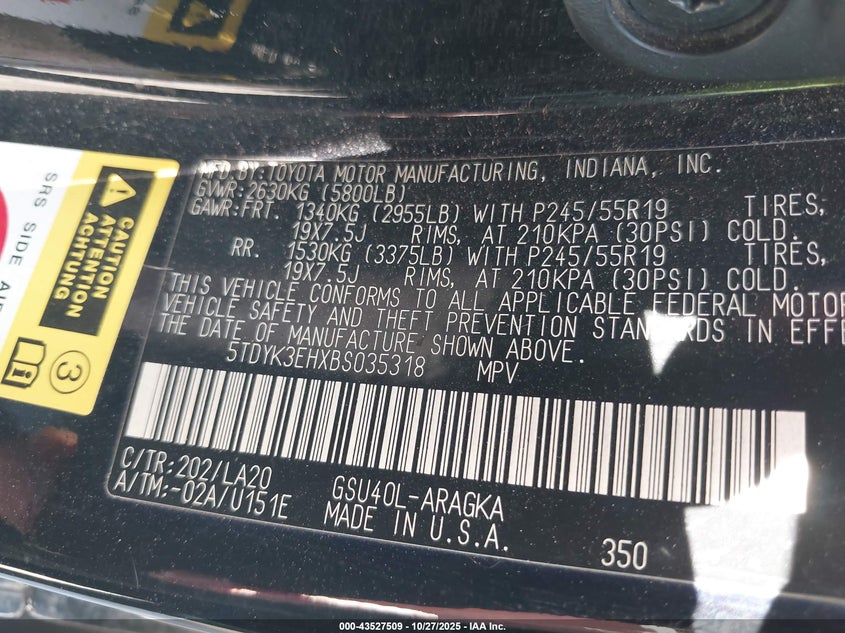 MFD.BY:TOYOTA MOTOR MANUFACTURING, INDIANA, INC.
GVWR:2630KG (5800LB)
GAWR:FRT. 1340KG (2955LB) WITH P245/55R19 TIRES,
19X7.5J RIMS, AT 210KPA (30PSI) COLD.
RR. 1530KG (3375LB) WITH P245/55R19 TIRES,
19X7.5J RIMS, AT 210KPA (30PSI) COLD.
THIS VEHICLE CONFORMS TO ALL APPLICABLE FEDERAL MOTOR
VEHICLE SAFETY AND THEFT PREVENTION STANDARDS IN EFFE
THE DATE OF MANUFACTURE SHOWN ABOVE.
5TDYK3EHXBS035318 MPV
C/TR:202/LA20
A/TM:-02A/U151E
GSU40L-ARAGKA
MADE IN U.S.A.
350
SRS SIDE AIR
CAUTION
ATTENTION
ACHTUNG
3
000-43527509 - 10/27/2025 - IAA Inc.